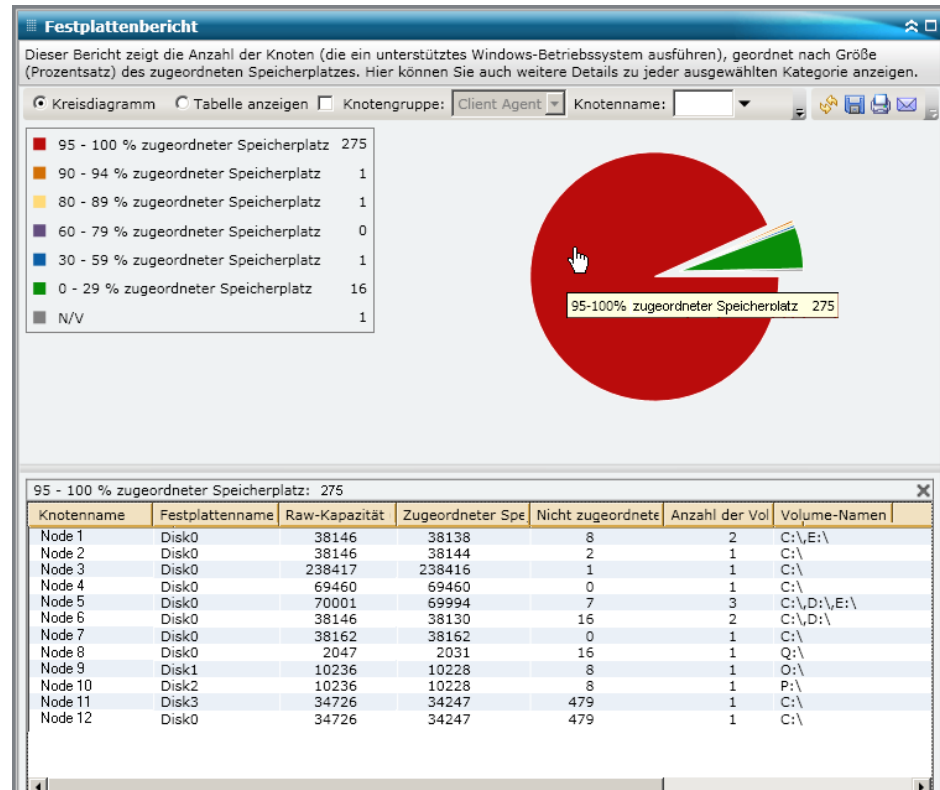 Festplattenbericht
Dieser Bericht zeigt die Anzahl der Knoten (die ein unterstütztes Windows-Betriebssystem ausführen), geordnet nach Größe
(Prozentsatz) des zugeordneten Speicherplatzes. Hier können Sie auch weitere Details zu jeder ausgewählten Kategorie anzeigen.
Kreisdiagramm Tabelle anzeigen Knotengruppe: Client Agent Knotenname:
95 - 100 % zugeordneter Speicherplatz 275
90 - 94 % zugeordneter Speicherplatz 1
80 - 89 % zugeordneter Speicherplatz 1
60 - 79 % zugeordneter Speicherplatz 0
30 - 59 % zugeordneter Speicherplatz 1
0 - 29 % zugeordneter Speicherplatz 16
N/V 1
95-100% zugeordneter Speicherplatz 275
95 - 100 % zugeordneter Speicherplatz: 275
Knotenname Festplattenname Raw-Kapazität Zugeordneter Spe Nicht zugeordnete Anzahl der Vol Volume-Namen
Node 1 Disk0 38146 38138 8 2 C:\,E:\
Node 2 Disk0 38146 38144 2 1 C:\
Node 3 Disk0 238417 238416 1 1 C:\
Node 4 Disk0 69460 69460 0 1 C:\
Node 5 Disk0 70001 69994 7 3 C:\,D:\,E:\
Node 6 Disk0 38146 38130 16 2 C:\,D:\
Node 7 Disk0 38162 38162 0 1 C:\
Node 8 Disk0 2047 2031 16 1 Q:\
Node 9 Disk1 10236 10228 8 1 O:\
Node 10 Disk2 10236 10228 8 1 P:\
Node 11 Disk3 34726 34247 479 1 C:\
Node 12 Disk0 34726 34247 479 1 C:\